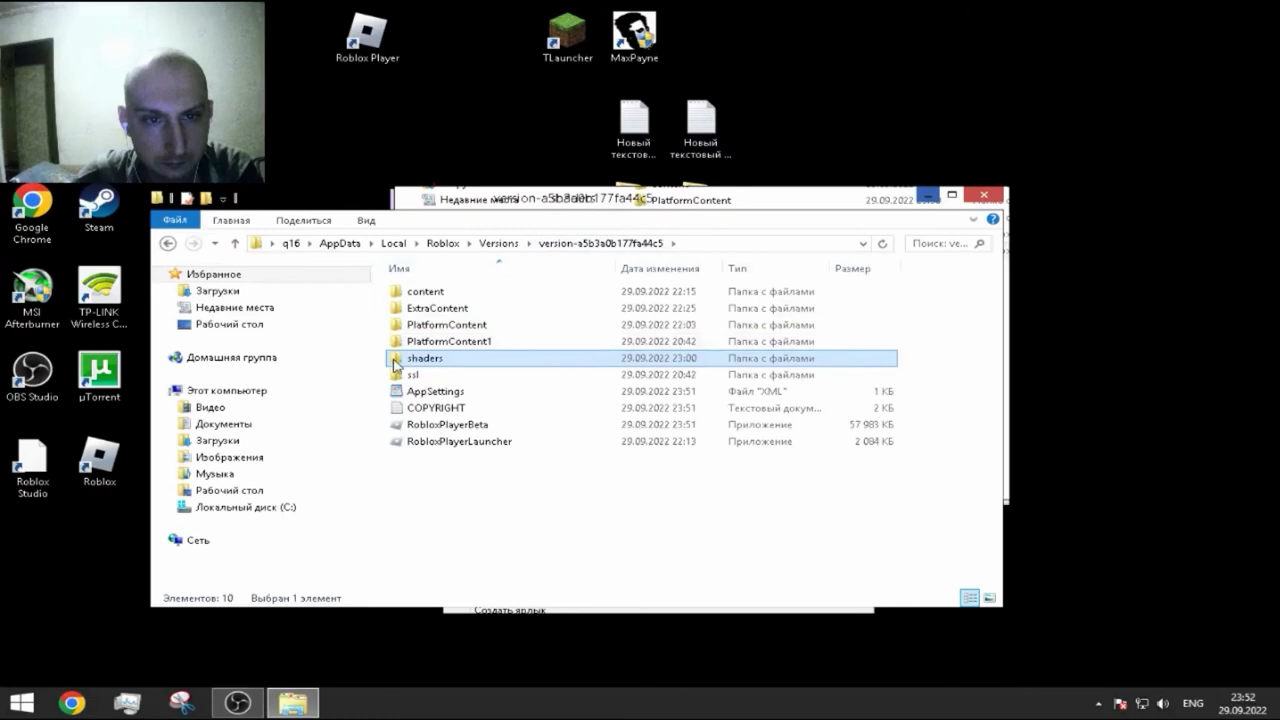 Roblox Player
TLauncher
MaxPayne
Новый
текстов...
Новый
текстовый ...
Google
Chrome
Steam
MSI
Afterburner
TP-LINK
Wireless C...
OBS Studio
µTorrent
Roblox
Studio
Roblox
version-a5b3a0b177fa44c5
Недавние места
PlatformContent
Файл
Главная
Поделиться
Вид
q16
AppData
Local
Roblox
Versions
version-a5b3a0b177fa44c5
Поиск: ve...
Избранное
Загрузки
Недавние места
Рабочий стол
Домашняя группа
Этот компьютер
Видео
Документы
Загрузки
Изображения
Музыка
Рабочий стол
Локальный диск (C:)
Сеть
Имя Дата изменения Тип Размер
content 29.09.2022 22:15 Папка с файлами
ExtraContent 29.09.2022 22:25 Папка с файлами
PlatformContent 29.09.2022 22:03 Папка с файлами
PlatformContent1 29.09.2022 20:42 Папка с файлами
shaders 29.09.2022 23:00 Папка с файлами
ssl 29.09.2022 20:42 Папка с файлами
AppSettings 29.09.2022 23:51 Файл "XML" 1 КБ
COPYRIGHT 29.09.2022 23:51 Текстовый докум... 2 КБ
RobloxPlayerBeta 29.09.2022 23:51 Приложение 57 983 КБ
RobloxPlayerLauncher 29.09.2022 22:13 Приложение 2 084 КБ
Элементов: 10 Выбран 1 элемент
Создать ярлык
ENG
23:52
29.09.2022